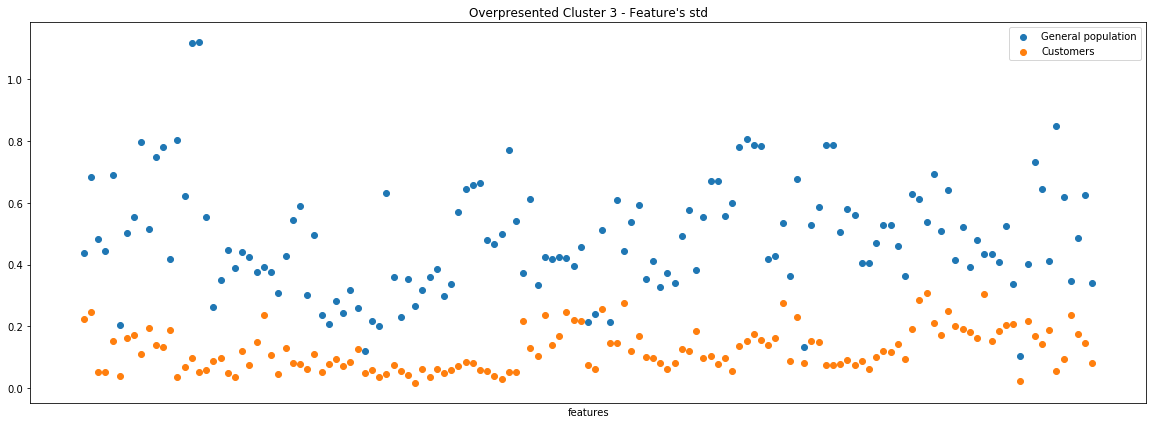 Overpresented Cluster 3 - Feature's std
General population
Customers
1.0
0.8
0.6
0.4
0.2
0.0
features